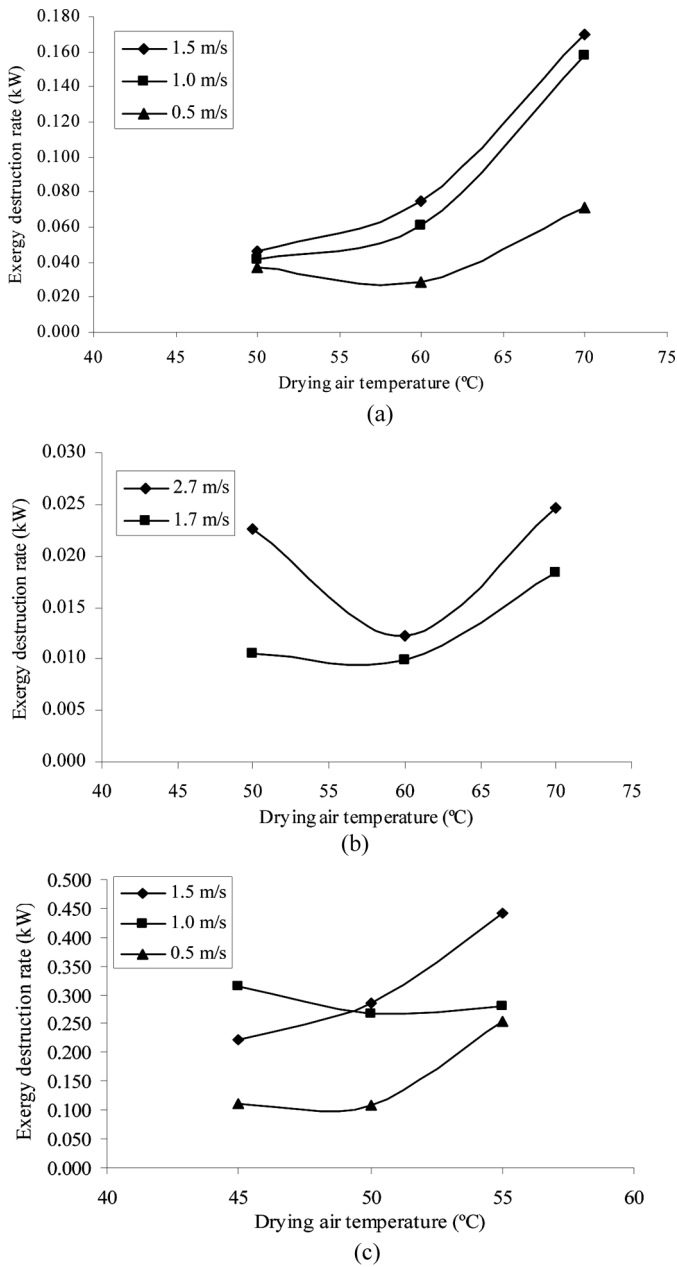 0.180
0.160
0.140
0.120
0.100
0.080
0.060
0.040
0.020
0.000
Exergy destruction rate (kW)
1.5 m/s
1.0 m/s
0.5 m/s
40 45 50 55 60 65 70 75
Drying air temperature (ºC)
(a)
0.030
0.025
0.020
0.015
0.010
0.005
0.000
Exergy destruction rate (kW)
2.7 m/s
1.7 m/s
40 45 50 55 60 65 70 75
Drying air temperature (ºC)
(b)
0.500
0.450
0.400
0.350
0.300
0.250
0.200
0.150
0.100
0.050
0.000
Exergy destruction rate (kW)
1.5 m/s
1.0 m/s
0.5 m/s
40 45 50 55 60
Drying air temperature (ºC)
(c)